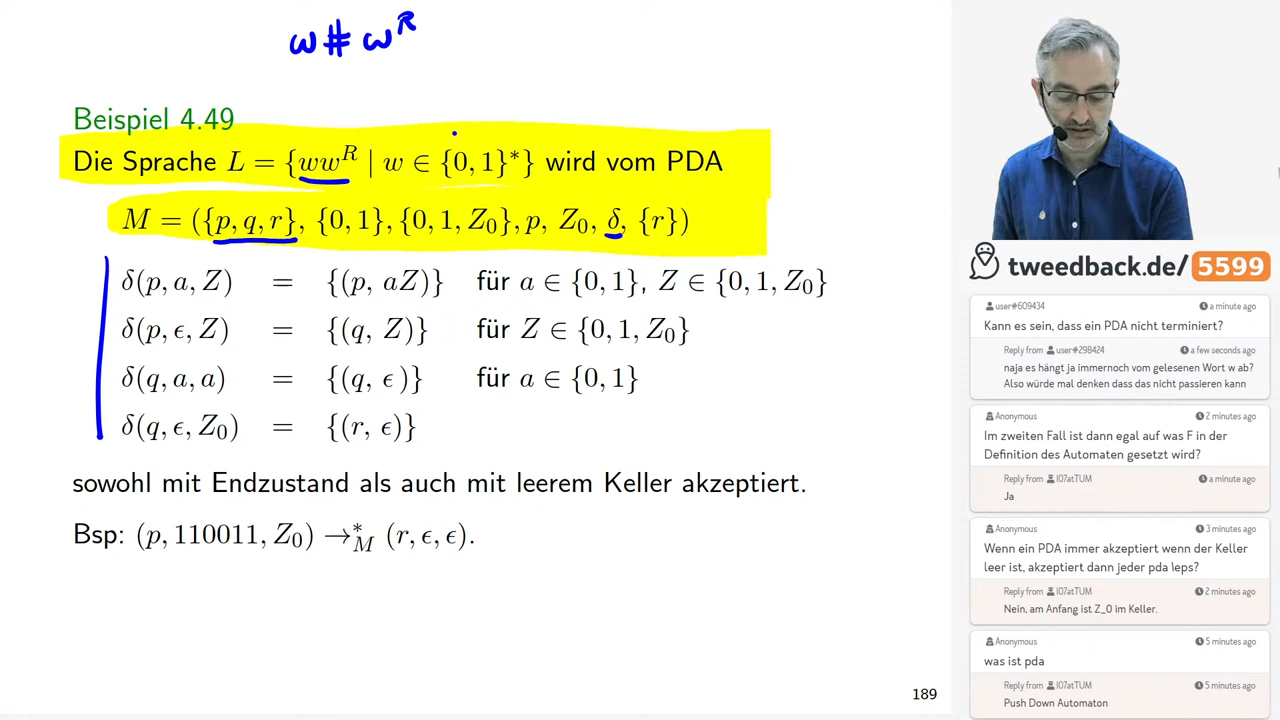 w # w^R
Beispiel 4.49
Die Sprache L = {ww^R | w ∈ {0, 1}*} wird vom PDA
M = ({p, q, r}, {0, 1}, {0, 1, Z_0}, p, Z_0, δ, {r})
δ(p, a, Z) = {(p, aZ)} für a ∈ {0, 1}, Z ∈ {0, 1, Z_0}
δ(p, ϵ, Z) = {(q, Z)} für Z ∈ {0, 1, Z_0}
δ(q, a, a) = {(q, ϵ)} für a ∈ {0, 1}
δ(q, ϵ, Z_0) = {(r, ϵ)}
sowohl mit Endzustand als auch mit leerem Keller akzeptiert.
Bsp: (p, 110011, Z_0) →*_M (r, ϵ, ϵ).
189
tweedback.de/ 5599
user#609434 a minute ago
Kann es sein, dass ein PDA nicht terminiert?
Reply from user#298424 a few seconds ago
naja es hängt ja immernoch vom gelesenen Wort w ab?
Also würde mal denken dass das nicht passieren kann
Anonymous 2 minutes ago
Im zweiten Fall ist dann egal auf was F in der
Definition des Automaten gesetzt wird?
Reply from I07atTUM a minute ago
Ja
Anonymous 3 minutes ago
Wenn ein PDA immer akzeptiert wenn der Keller
leer ist, akzeptiert dann jeder pda \eps?
Reply from I07atTUM 2 minutes ago
Nein, am Anfang ist Z_0 im Keller.
Anonymous 5 minutes ago
was ist pda
Reply from I07atTUM 5 minutes ago
Push Down Automaton